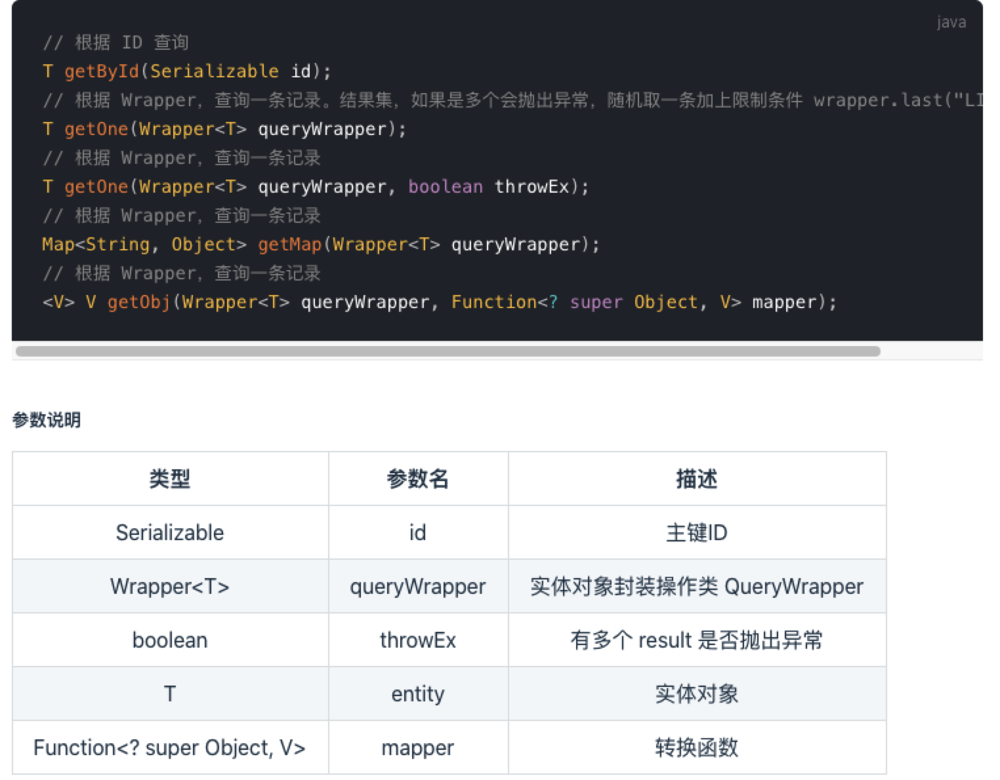 java
// 根据 ID 查询
T getById(Serializable id);
// 根据 Wrapper，查询一条记录。结果集，如果是多个会抛出异常，随机取一条加上限制条件 wrapper.last("LI
T getOne(Wrapper<T> queryWrapper);
// 根据 Wrapper，查询一条记录
T getOne(Wrapper<T> queryWrapper, boolean throwEx);
// 根据 Wrapper，查询一条记录
Map<String, Object> getMap(Wrapper<T> queryWrapper);
// 根据 Wrapper，查询一条记录
<V> V getObj(Wrapper<T> queryWrapper, Function<? super Object, V> mapper);
参数说明
类型 参数名 描述
Serializable id 主键ID
Wrapper<T> queryWrapper 实体对象封装操作类 QueryWrapper
boolean throwEx 有多个 result 是否抛出异常
T entity 实体对象
Function<? super Object, V> mapper 转换函数